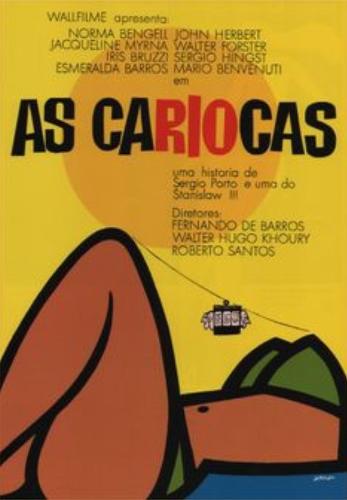 WALLFILME apresenta:
NORMA BENGELL JOHN HERBERT
JACQUELINE MYRNA WALTER FORSTER
IRIS BRUZZI SERGIO HINGST
ESMERALDA BARROS MARIO BENVENUTI
em
AS CARIOCAS
uma historia de
Sergio Porto e uma do
Stanislaw !!!
Diretores:
FERNANDO DE BARROS
WALTER HUGO KHOURY
ROBERTO SANTOS